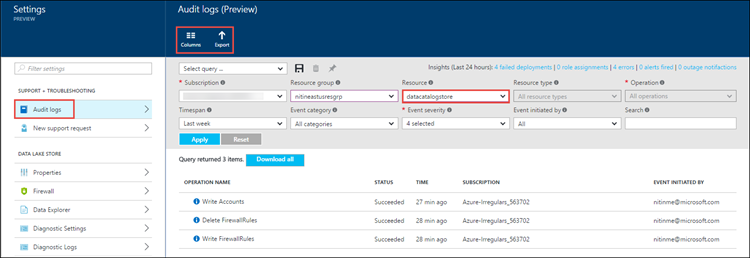 Settings
PREVIEW
Audit logs (Preview)
Columns
Export
Filter settings
SUPPORT + TROUBLESHOOTING
Audit logs
New support request
DATA LAKE STORE
Properties
Firewall
Data Explorer
Diagnostic Settings
Diagnostic Logs
Select query ...
Insights (Last 24 hours): 4 failed deployments | 0 role assignments | 4 errors | 0 alerts fired | 0 outage notifactions
* Subscription
Resource group
Resource
Resource type
* Operation
nitineastusresgrp
datacatalogstore
All resource types
All operations
Timespan
Event category
* Event severity
Event initiated by
Search
Last week
All categories
4 selected
All
Apply
Reset
Query returned 3 items.
Download all
OPERATION NAME
STATUS
TIME
SUBSCRIPTION
EVENT INITIATED BY
Write Accounts
Succeeded
27 min ago
Azure-Irregulars_563702
nitinme@microsoft.com
Delete FirewallRules
Succeeded
28 min ago
Azure-Irregulars_563702
nitinme@microsoft.com
Write FirewallRules
Succeeded
28 min ago
Azure-Irregulars_563702
nitinme@microsoft.com